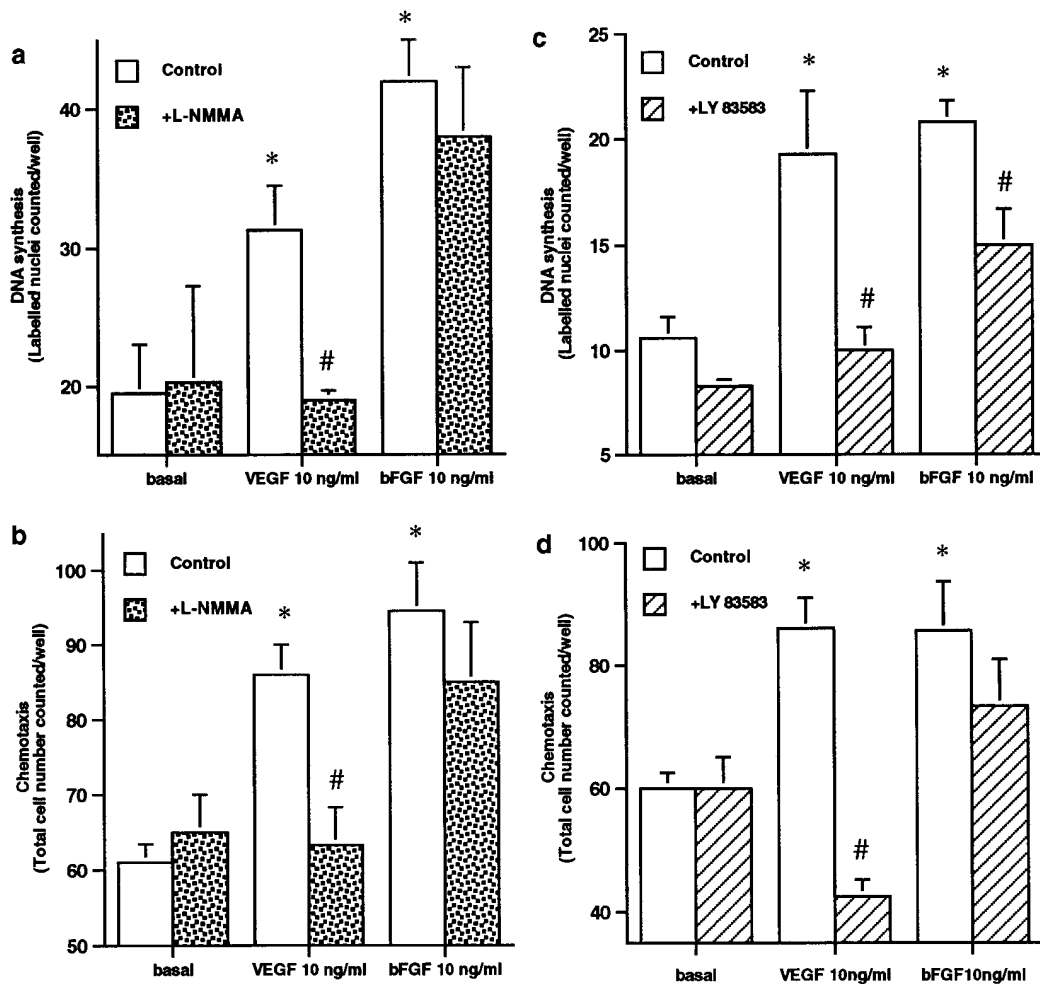 a
Control
+L-NMMA
DNA synthesis
(Labelled nuclei counted/well)
40
30
20
*
#
*
basal
VEGF 10 ng/ml
bFGF 10 ng/ml
c
Control
+LY 83583
DNA synthesis
(Labelled nuclei counted/well)
25
20
15
10
5
*
#
*
#
basal
VEGF 10 ng/ml
bFGF 10 ng/ml
b
Control
+L-NMMA
Chemotaxis
(Total cell number counted/well)
100
90
80
70
60
50
*
#
*
basal
VEGF 10 ng/ml
bFGF 10 ng/ml
d
Control
+LY 83583
Chemotaxis
(Total cell number counted/well)
100
80
60
40
*
#
*
basal
VEGF 10ng/ml
bFGF10ng/ml